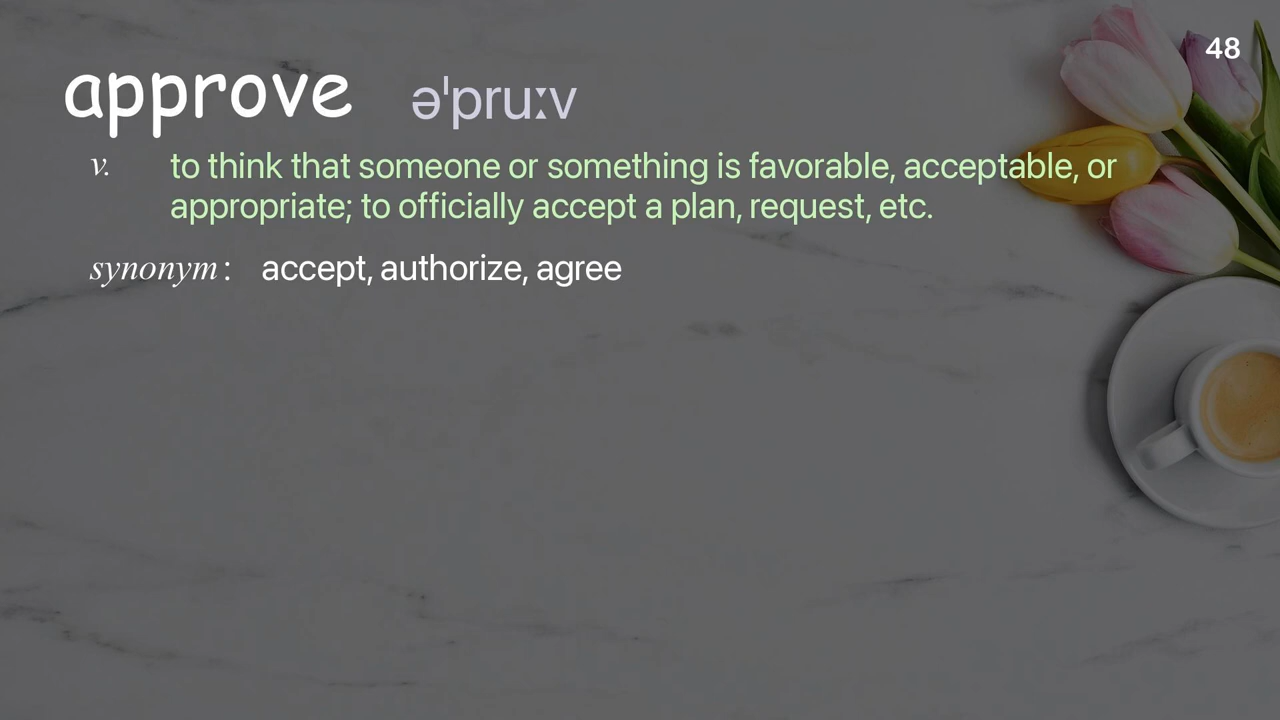 48
approve əˈpruːv
v. to think that someone or something is favorable, acceptable, or
appropriate; to officially accept a plan, request, etc.
synonym: accept, authorize, agree